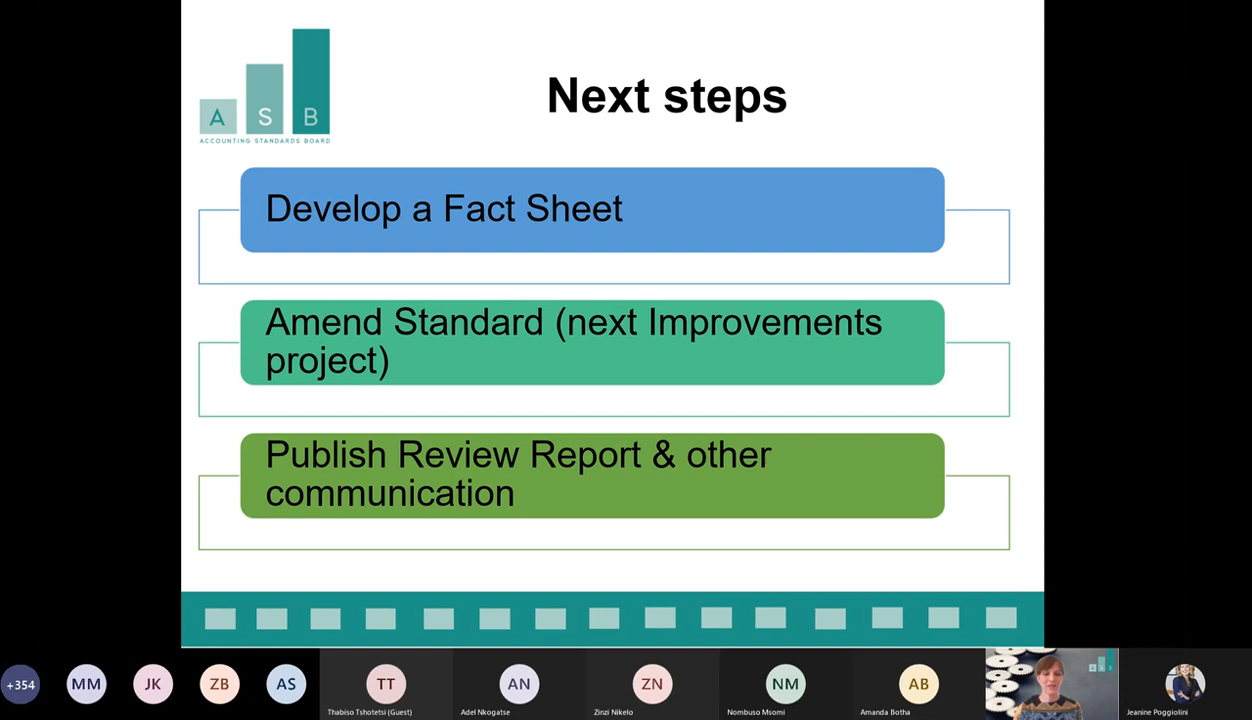 A S B
ACCOUNTING STANDARDS BOARD
Next steps
Develop a Fact Sheet
Amend Standard (next Improvements
project)
Publish Review Report & other
communication
+354
MM
JK
ZB
AS
TT
Thabiso Tshotetsi (Guest)
AN
Adel Nkogatse
ZN
Zinzi Nikelo
NM
Nombuso Msomi
AB
Amanda Botha
Jeanine Poggiolini